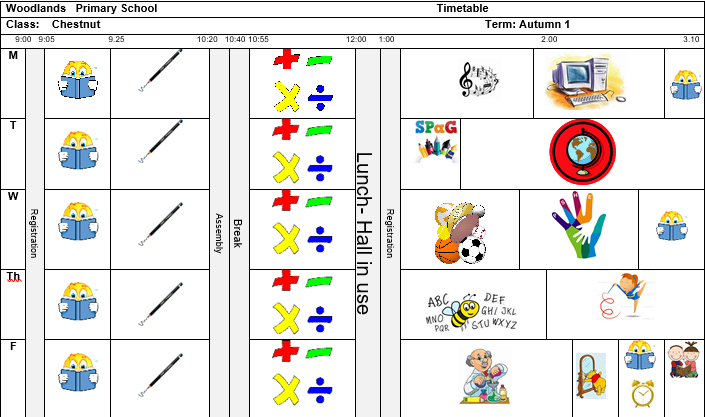 Woodlands Primary School Timetable
Class: Chestnut Term: Autumn 1
9:00 9:05 9.25 10:20 10:40 10:55 12:00 1:00 2.00 3.10
M
T
SPaG
W
Registration
Assembly
Break
Lunch- Hall in use
Registration
Th
ABC
DEF
GHI JKL
MNO
PQR
STU WXYZ
F